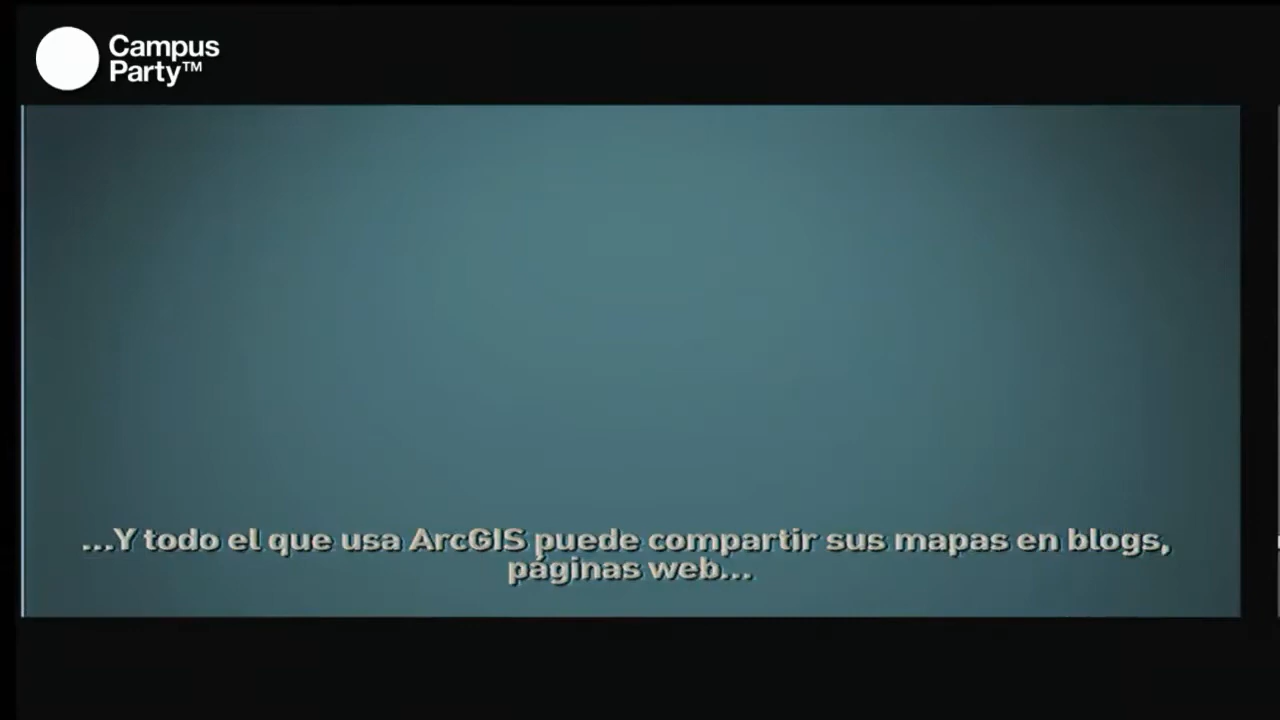 Campus
Party™
...Y todo el que usa ArcGIS puede compartir sus mapas en blogs,
páginas web...